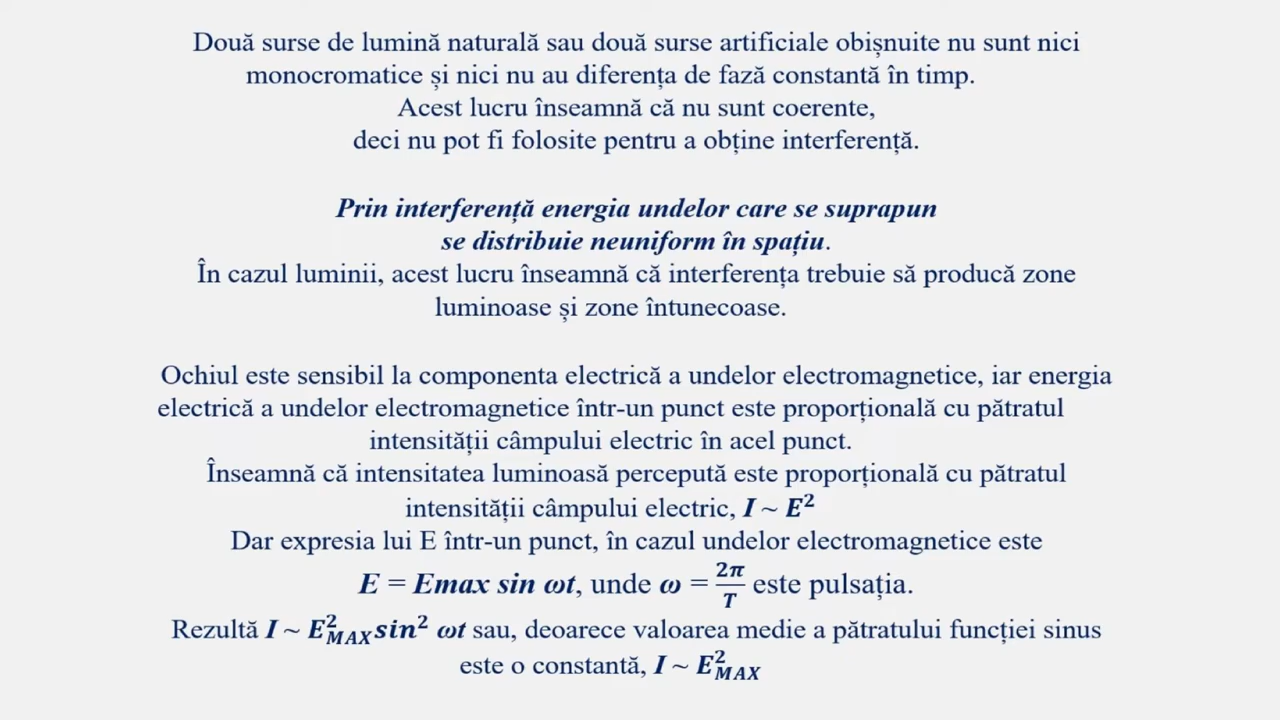 Două surse de lumină naturală sau două surse artificiale obișnuite nu sunt nici
monocromatice și nici nu au diferența de fază constantă în timp.
Acest lucru înseamnă că nu sunt coerente,
deci nu pot fi folosite pentru a obține interferență.
Prin interferență energia undelor care se suprapun
se distribuie neuniform în spațiu.
În cazul luminii, acest lucru înseamnă că interferența trebuie să producă zone
luminoase și zone întunecoase.
Ochiul este sensibil la componenta electrică a undelor electromagnetice, iar energia
electrică a undelor electromagnetice într-un punct este proporțională cu pătratul
intensității câmpului electric în acel punct.
Înseamnă că intensitatea luminoasă percepută este proporțională cu pătratul
intensității câmpului electric, I ~ E²
Dar expresia lui E într-un punct, în cazul undelor electromagnetice este
E = Emax sin ωt, unde ω = 2π/T este pulsația.
Rezultă I ~ E²_MAX sin² ωt sau, deoarece valoarea medie a pătratului funcției sinus
este o constantă, I ~ E²_MAX